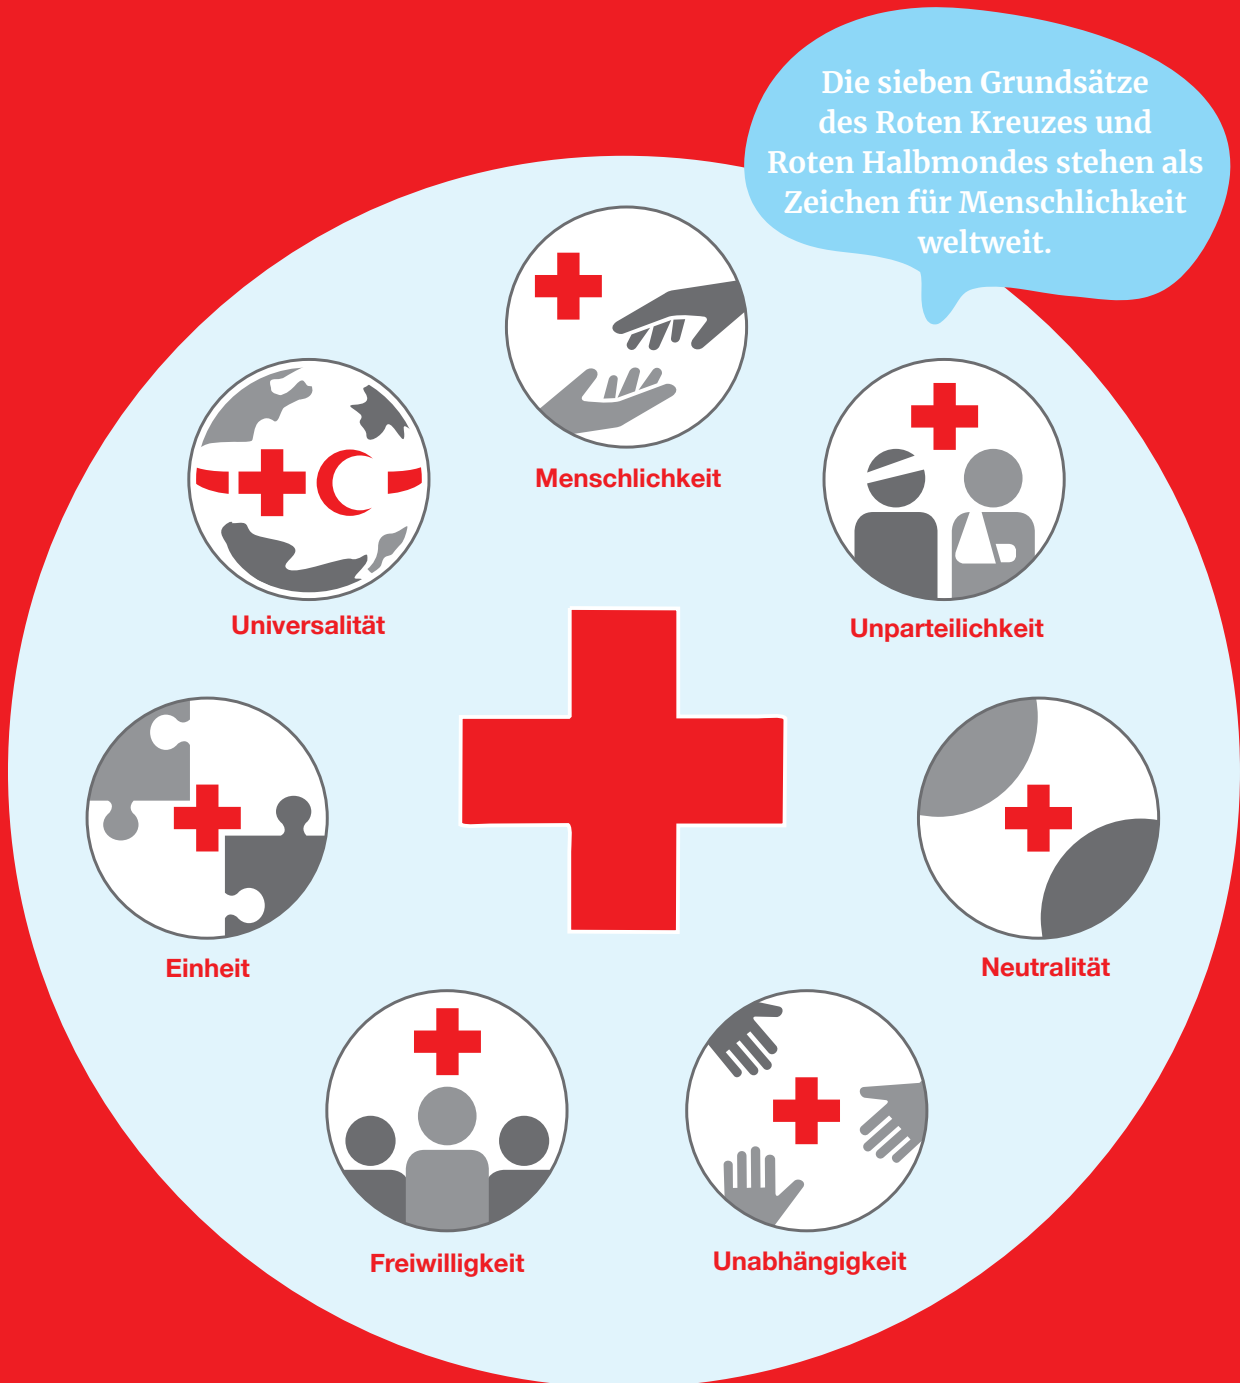 Die sieben Grundsätze
des Roten Kreuzes und
Roten Halbmondes stehen als
Zeichen für Menschlichkeit
weltweit.
Menschlichkeit
Universalität
Unparteilichkeit
Einheit
Neutralität
Freiwilligkeit
Unabhängigkeit